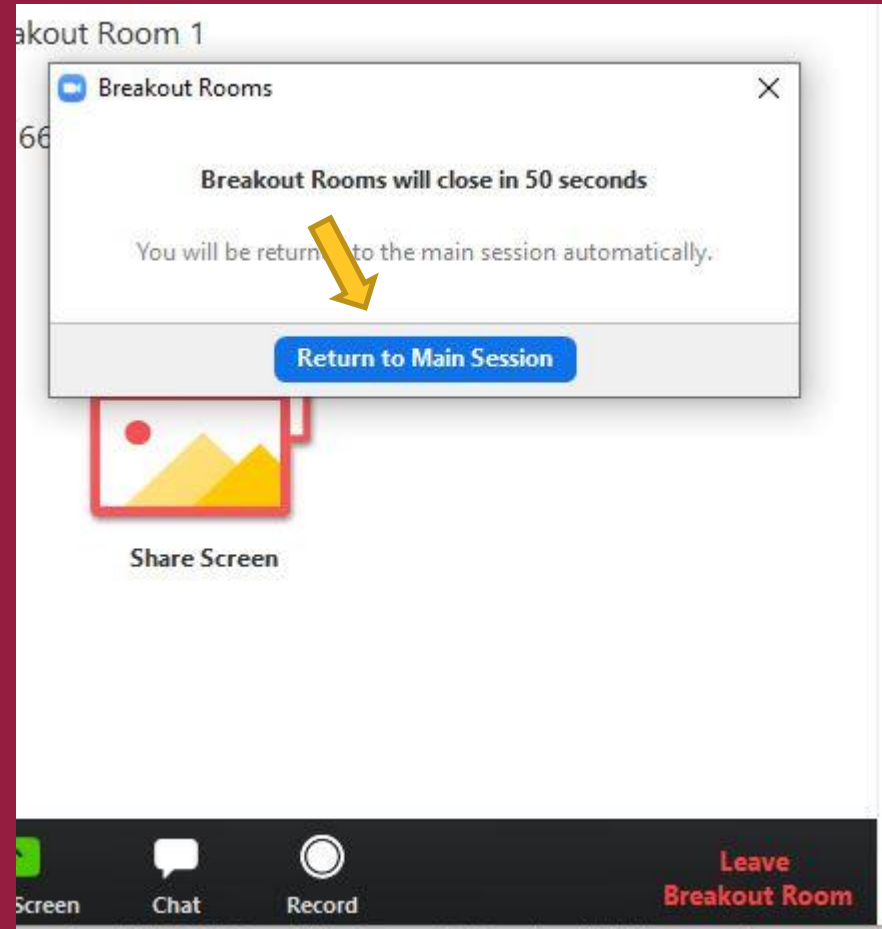 akout Room 1
Breakout Rooms
66
Breakout Rooms will close in 50 seconds
You will be return to the main session automatically.
Return to Main Session
Share Screen
Screen
Chat
Record
Leave
Breakout Room